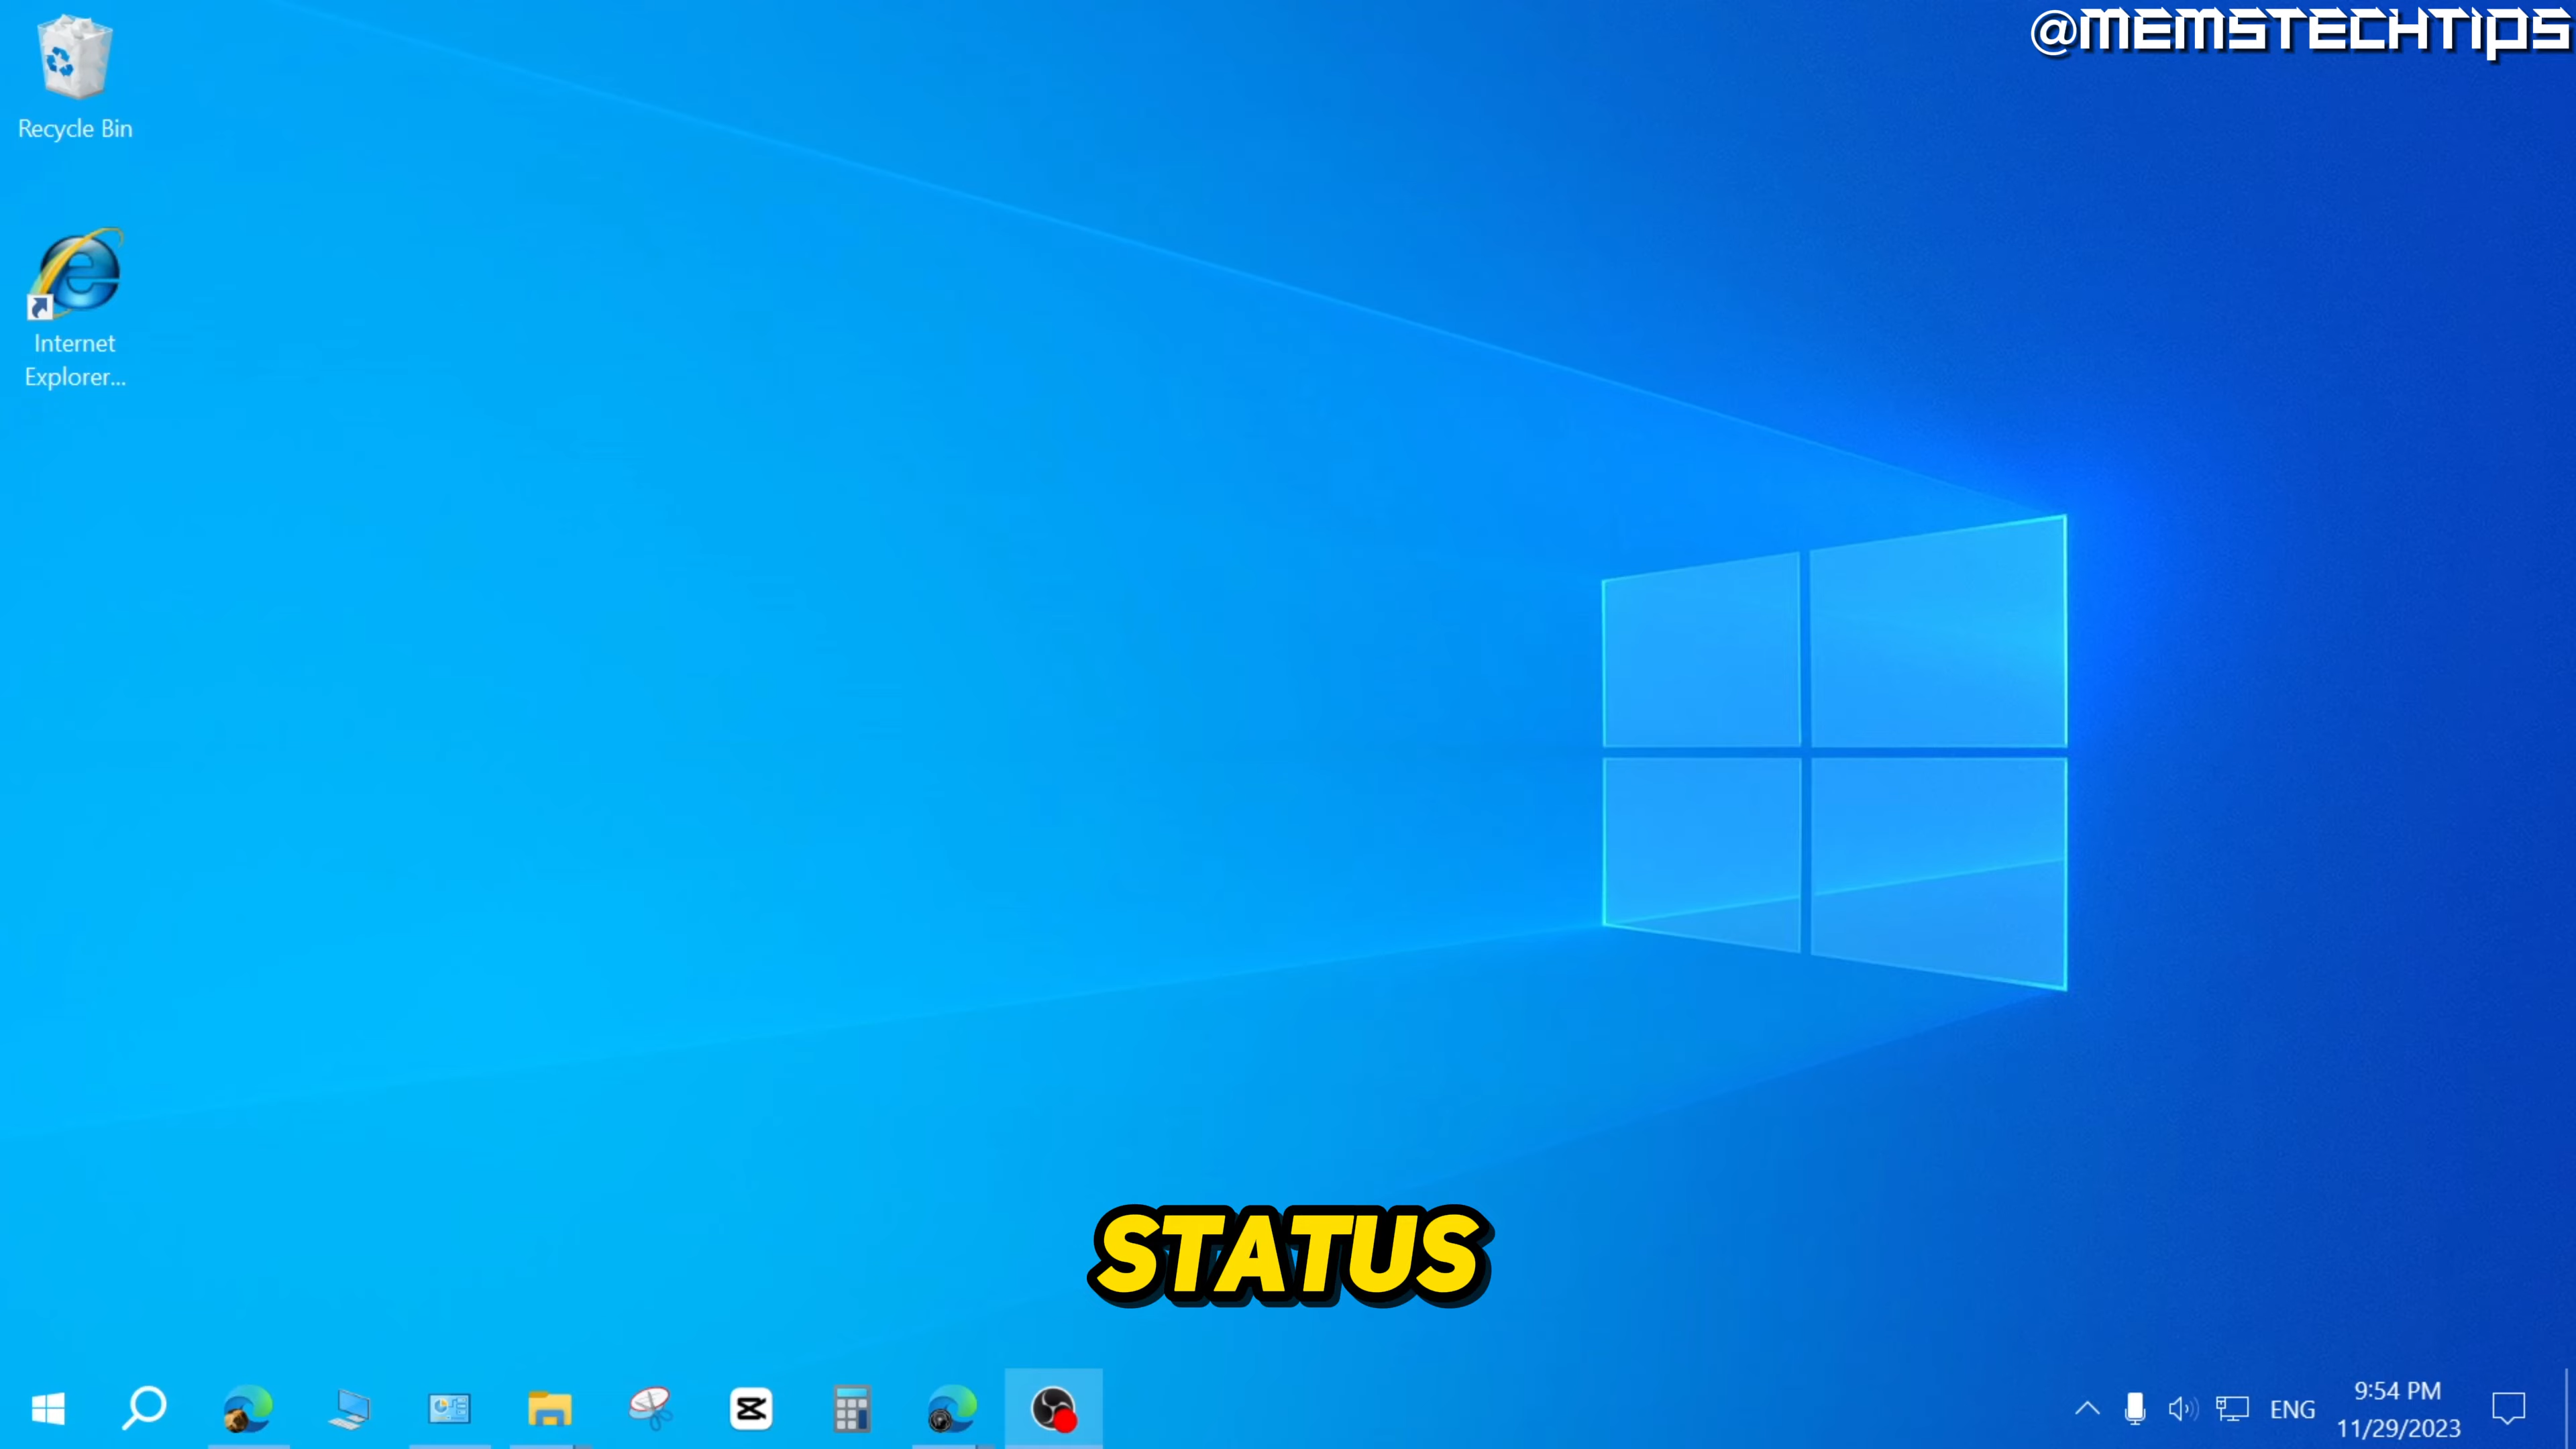 @MEMSTECHTIPS
Recycle Bin
Internet
Explorer...
STATUS
ENG
9:54 PM
11/29/2023